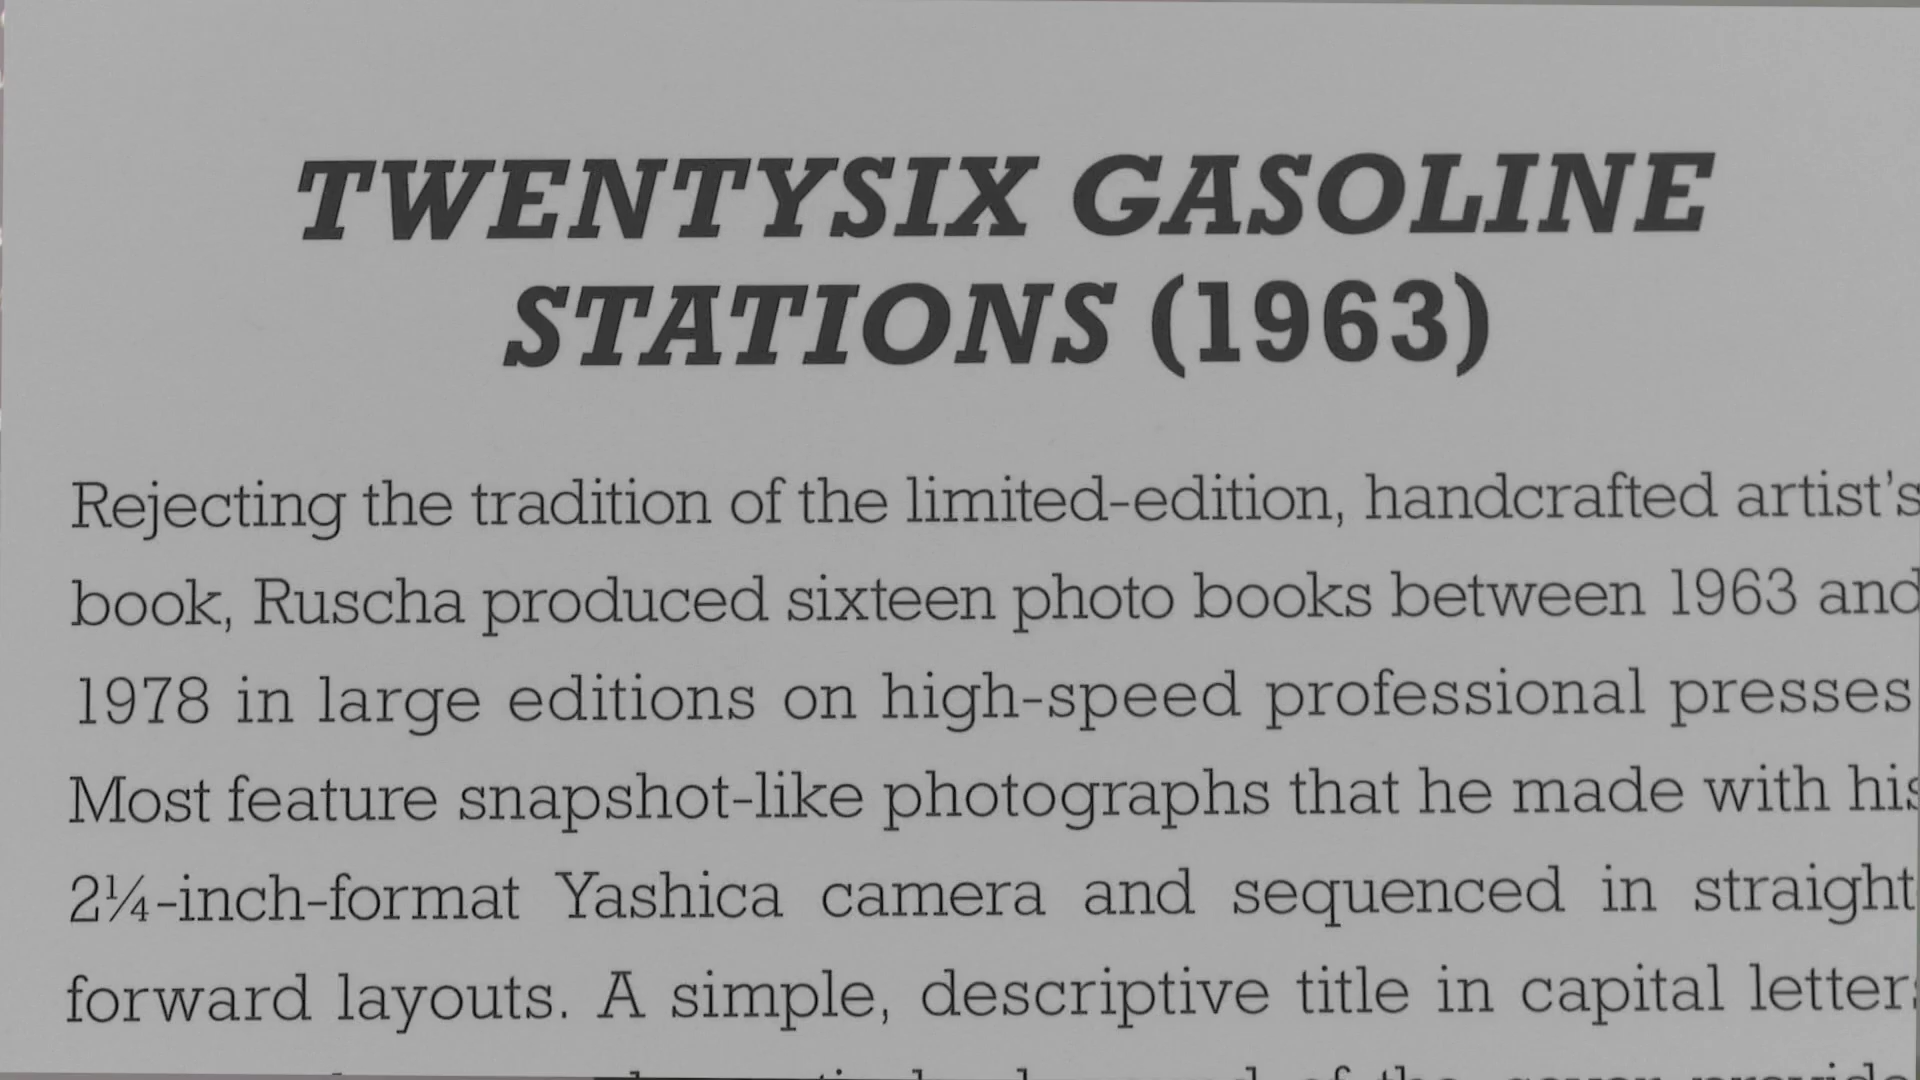 TWENTYSIX GASOLINE
STATIONS (1963)
Rejecting the tradition of the limited-edition, handcrafted artist's
book, Ruscha produced sixteen photo books between 1963 and
1978 in large editions on high-speed professional presses
Most feature snapshot-like photographs that he made with his
2¼-inch-format Yashica camera and sequenced in straight
forward layouts. A simple, descriptive title in capital letters